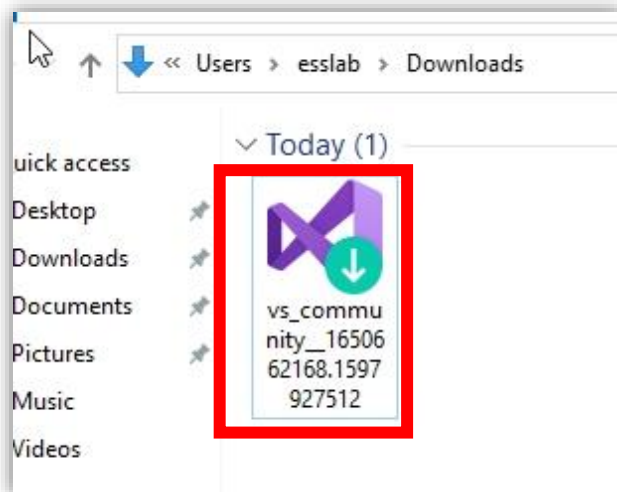 « Users > esslab > Downloads
Today (1)
uick access
Desktop
Downloads
Documents
Pictures
Music
Videos
vs_commu
nity__16506
62168.1597
927512